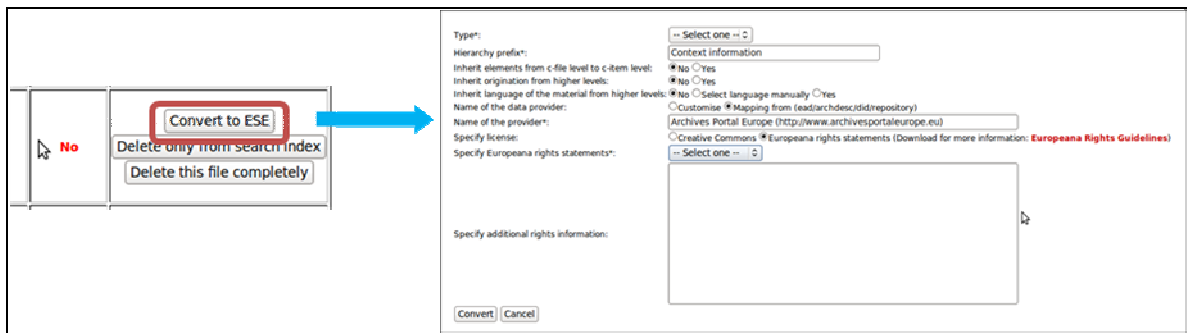 No
Convert to ESE
Delete only from search index
Delete this file completely
Type*: -- Select one --
Hierarchy prefix*: Context information
Inherit elements from c-file level to c-item level: No Yes
Inherit origination from higher levels: No Yes
Inherit language of the material from higher levels: No Select language manually Yes
Name of the data provider: Customise Mapping from (ead/archdesc/did/repository)
Name of the provider*: Archives Portal Europe (http://www.archivesportaleurope.eu)
Specify license: Creative Commons Europeana rights statements (Download for more information: Europeana Rights Guidelines)
Specify Europeana rights statements*: -- Select one --
Specify additional rights information:
Convert Cancel